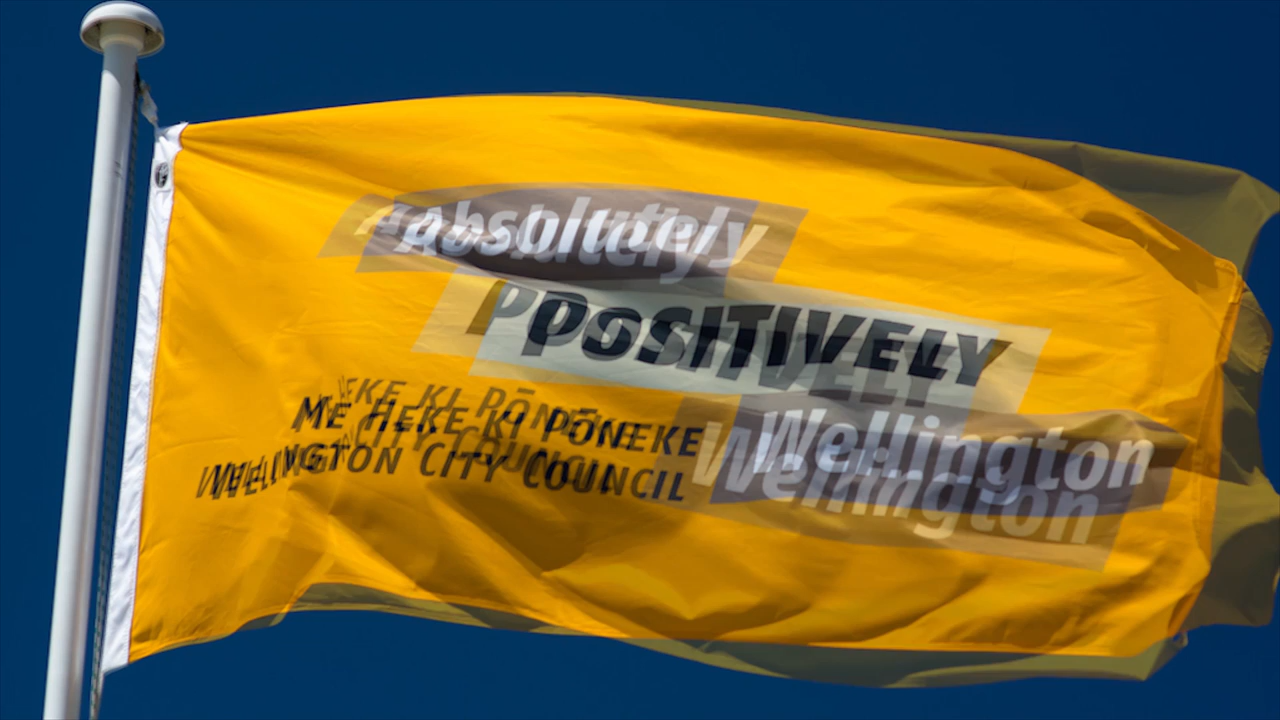 Absolutely
POSITIVELY
Wellington
ME HEKE KI PŌNEKE
WELLINGTON CITY COUNCIL